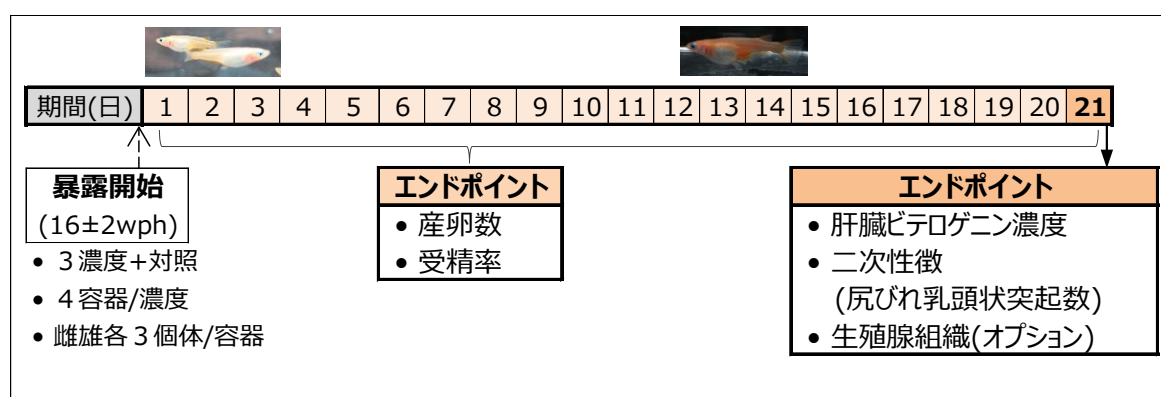 期間(日) 1 2 3 4 5 6 7 8 9 10 11 12 13 14 15 16 17 18 19 20 21
暴露開始
(16±2wph)
• ３濃度+対照
• ４容器/濃度
• 雌雄各３個体/容器
エンドポイント
• 産卵数
• 受精率
エンドポイント
• 肝臓ビテロゲニン濃度
• 二次性徴
(尻びれ乳頭状突起数)
• 生殖腺組織(オプション)